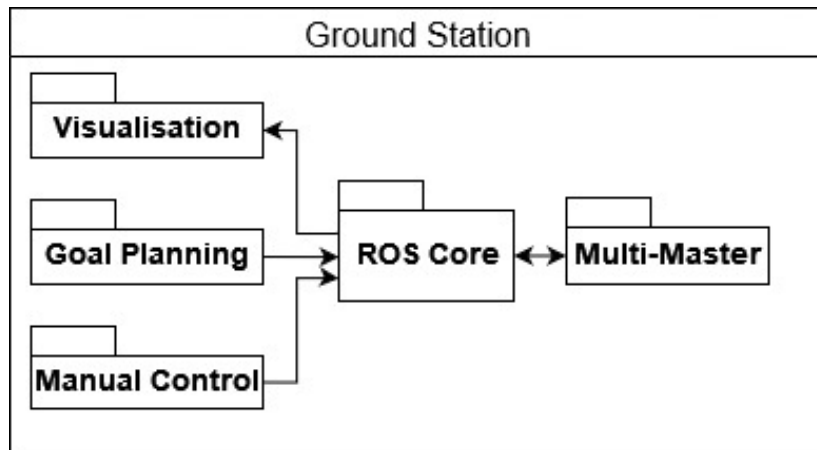 Ground Station
Visualisation
Goal Planning
ROS Core
Multi-Master
Manual Control